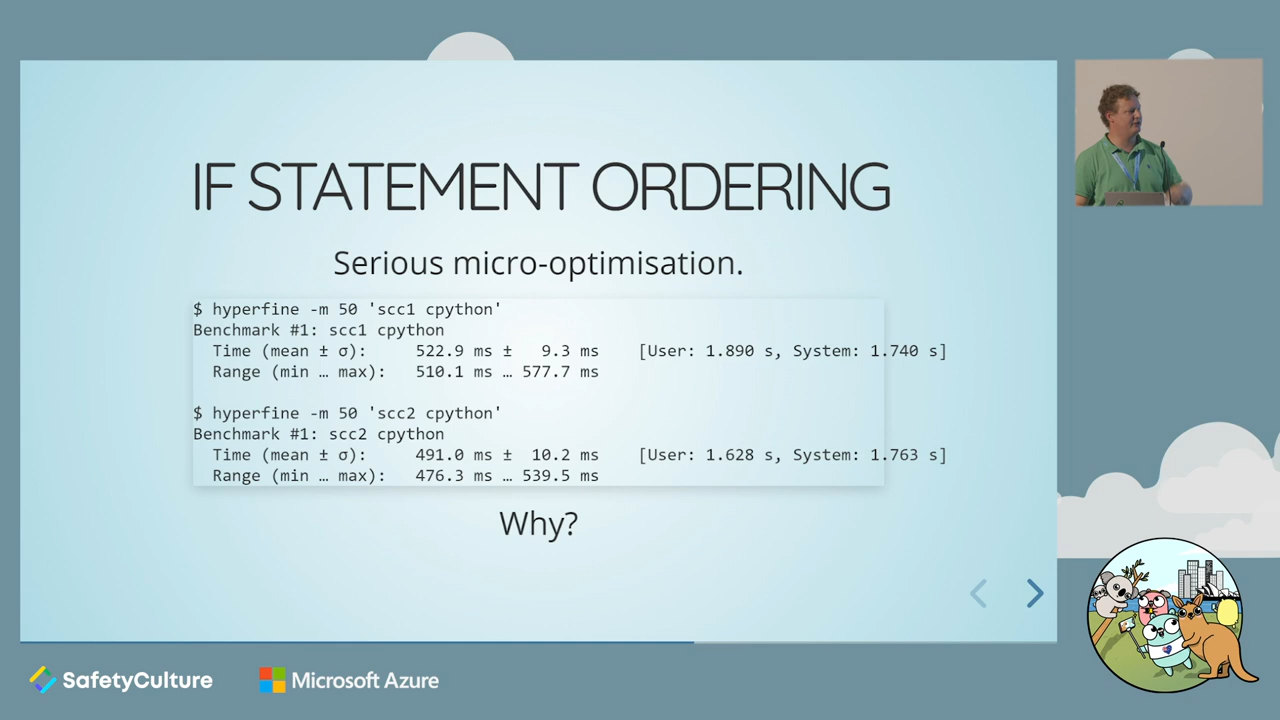 IF STATEMENT ORDERING
Serious micro-optimisation.
$ hyperfine -m 50 'scc1 cpython'
Benchmark #1: scc1 cpython
  Time (mean ± σ):     522.9 ms ±   9.3 ms    [User: 1.890 s, System: 1.740 s]
  Range (min … max):   510.1 ms … 577.7 ms
$ hyperfine -m 50 'scc2 cpython'
Benchmark #1: scc2 cpython
  Time (mean ± σ):     491.0 ms ±  10.2 ms    [User: 1.628 s, System: 1.763 s]
  Range (min … max):   476.3 ms … 539.5 ms
Why?
SafetyCulture
Microsoft Azure